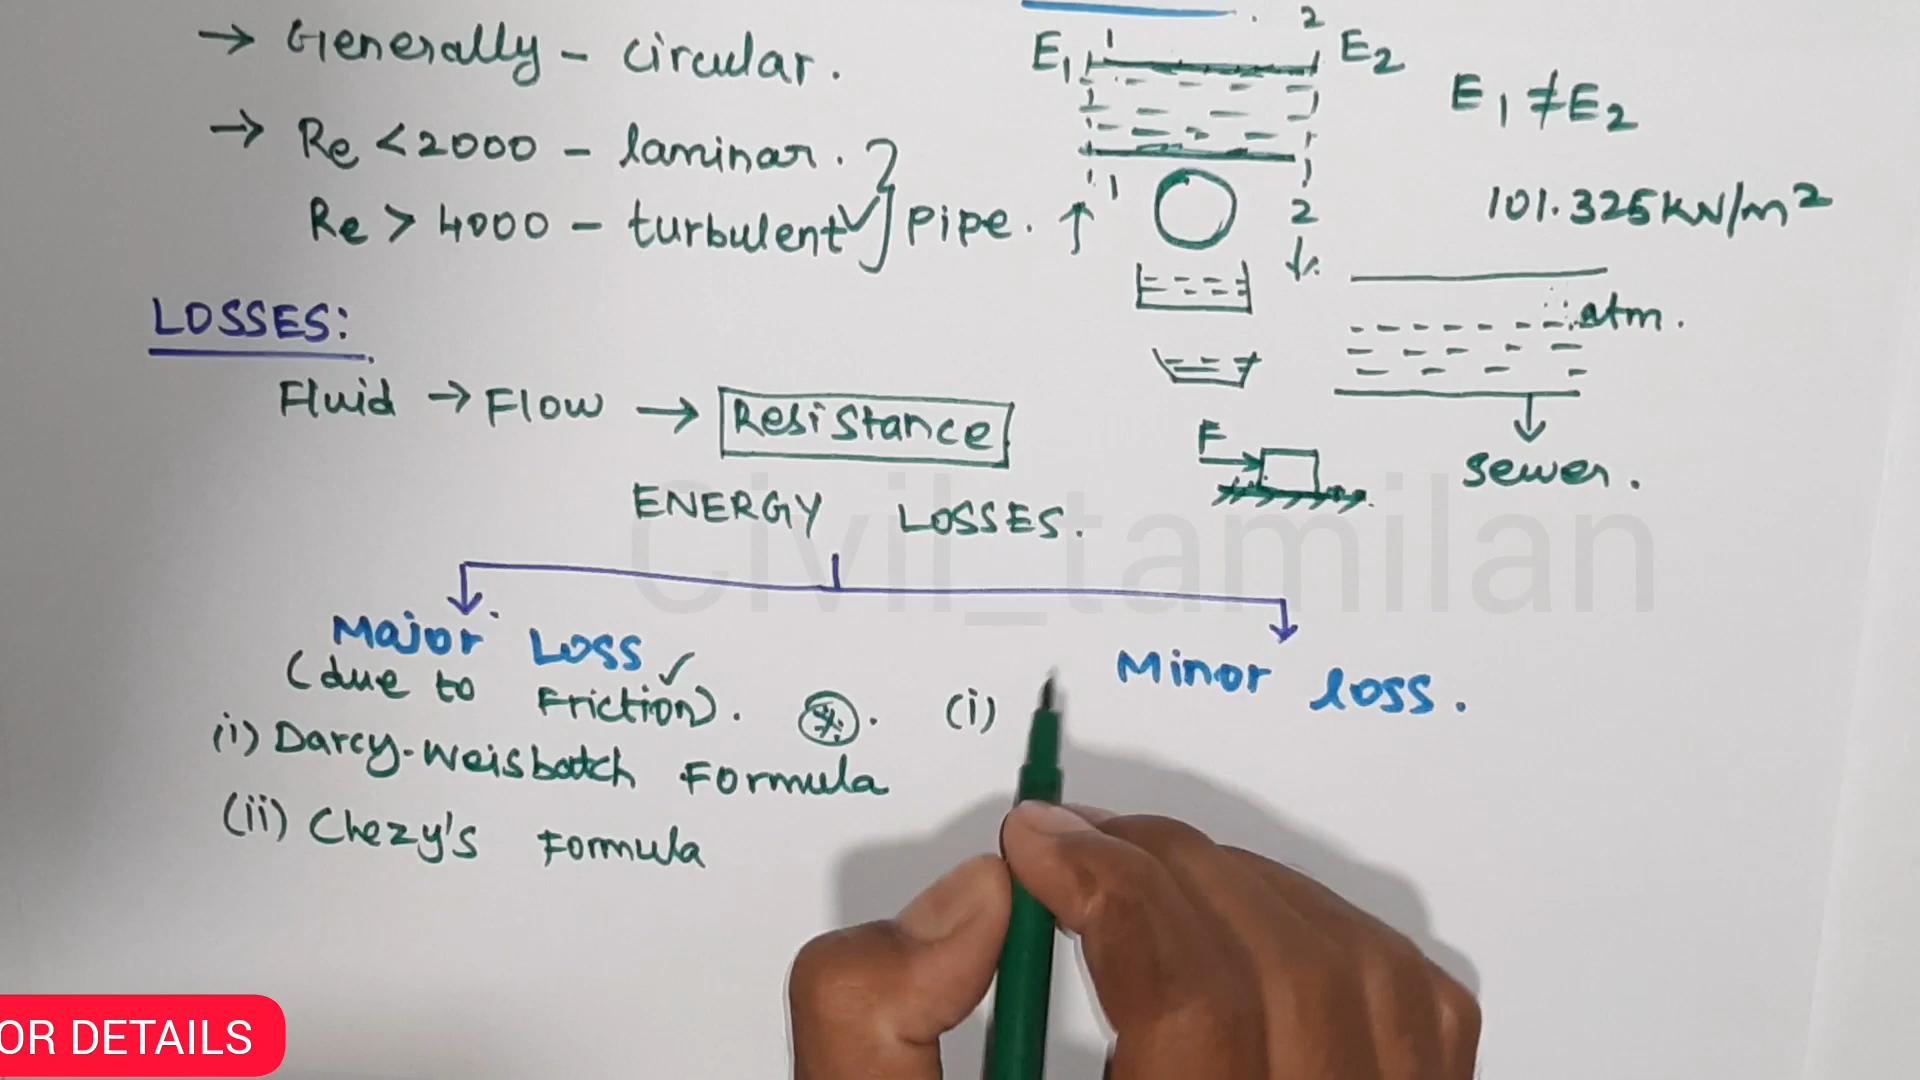 → Generally - circular.
→ Re < 2000 - laminar.
Re > 4000 - turbulent ✓ } Pipe. ↑
E1 1 2 E2
E1 ≠ E2
1 2
101.325 kN/m2
atm.
sewer.
LOSSES:
Fluid → Flow → Resistance
F
ENERGY LOSSES.
Major Loss
(due to Friction). ✓
(i) Darcy-Weisbatch Formula
(ii) Chezy's Formula
Minor loss.
(i)
Civil_tamilan
OR DETAILS